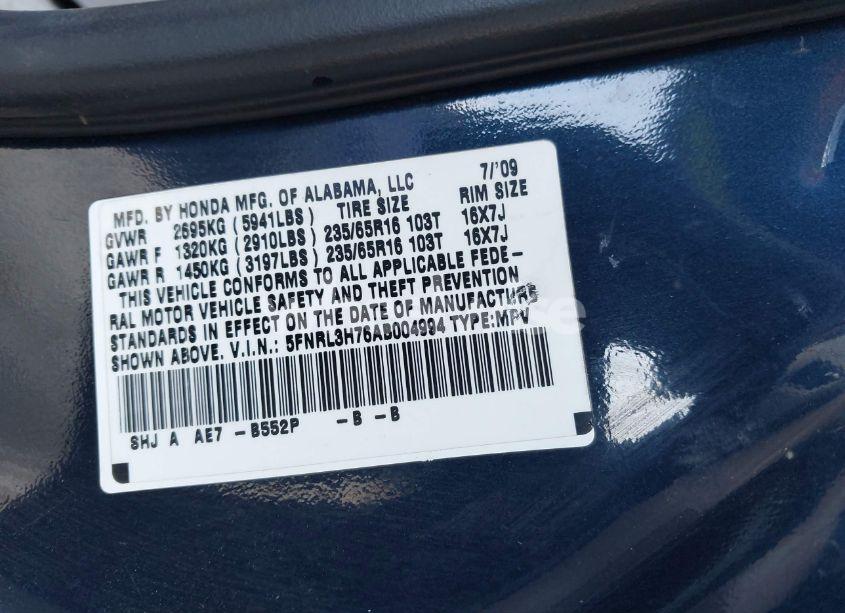 MFD. BY HONDA MFG. OF ALABAMA, LLC 7/'09
GVWR 2695KG (5941LBS) TIRE SIZE RIM SIZE
GAWR F 1320KG (2910LBS) 235/65R16 103T 16X7J
GAWR R 1450KG (3197LBS) 235/65R16 103T 16X7J
THIS VEHICLE CONFORMS TO ALL APPLICABLE FEDE-
RAL MOTOR VEHICLE SAFETY AND THEFT PREVENTION
STANDARDS IN EFFECT ON THE DATE OF MANUFACTURE
SHOWN ABOVE. V.I.N.: 5FNRL3H76AB004994 TYPE:MPV
SHJ A AE7 -B552P -B -B